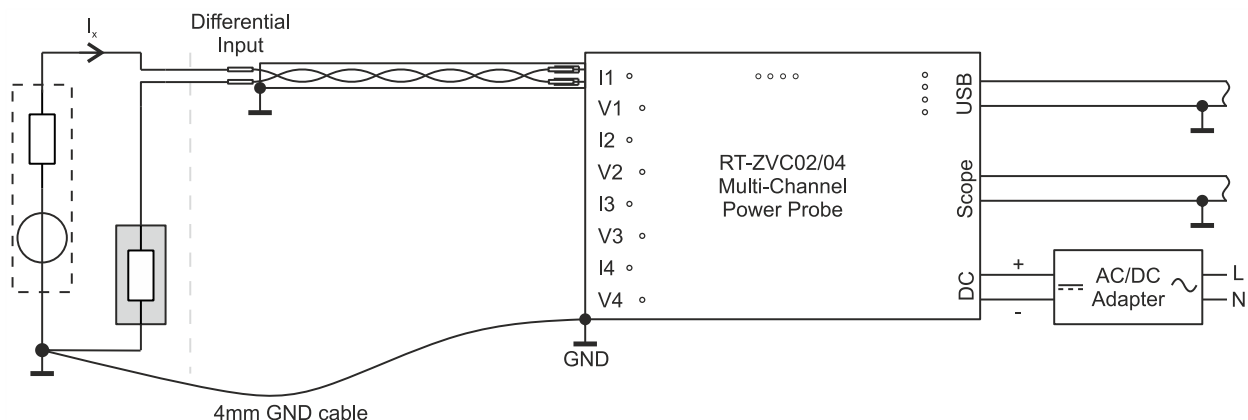 Ix
Differential
Input
I1
V1
I2
V2
I3
V3
I4
V4
RT-ZVC02/04
Multi-Channel
Power Probe
USB
Scope
DC
+
-
AC/DC
Adapter
L
N
GND
4mm GND cable